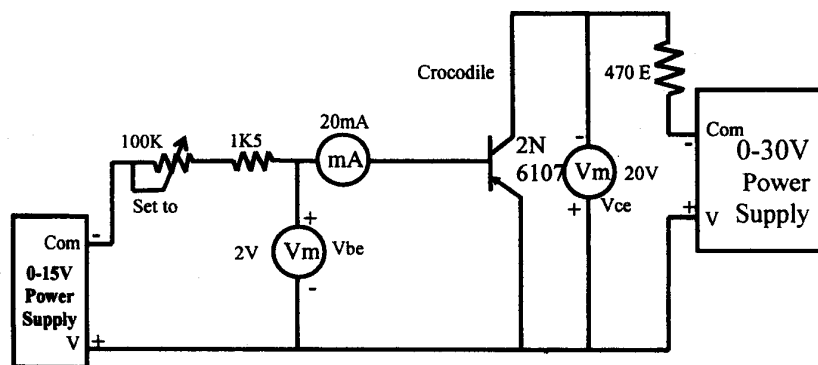 Crocodile
470 E
Com
-
0-30V
Power
Supply
+
V
20mA
100K
1K5
mA
2N
6107
-
Vm
20V
+
Vce
Set to
Com
-
0-15V
Power
Supply
V
+
+
2V
Vm
Vbe
-